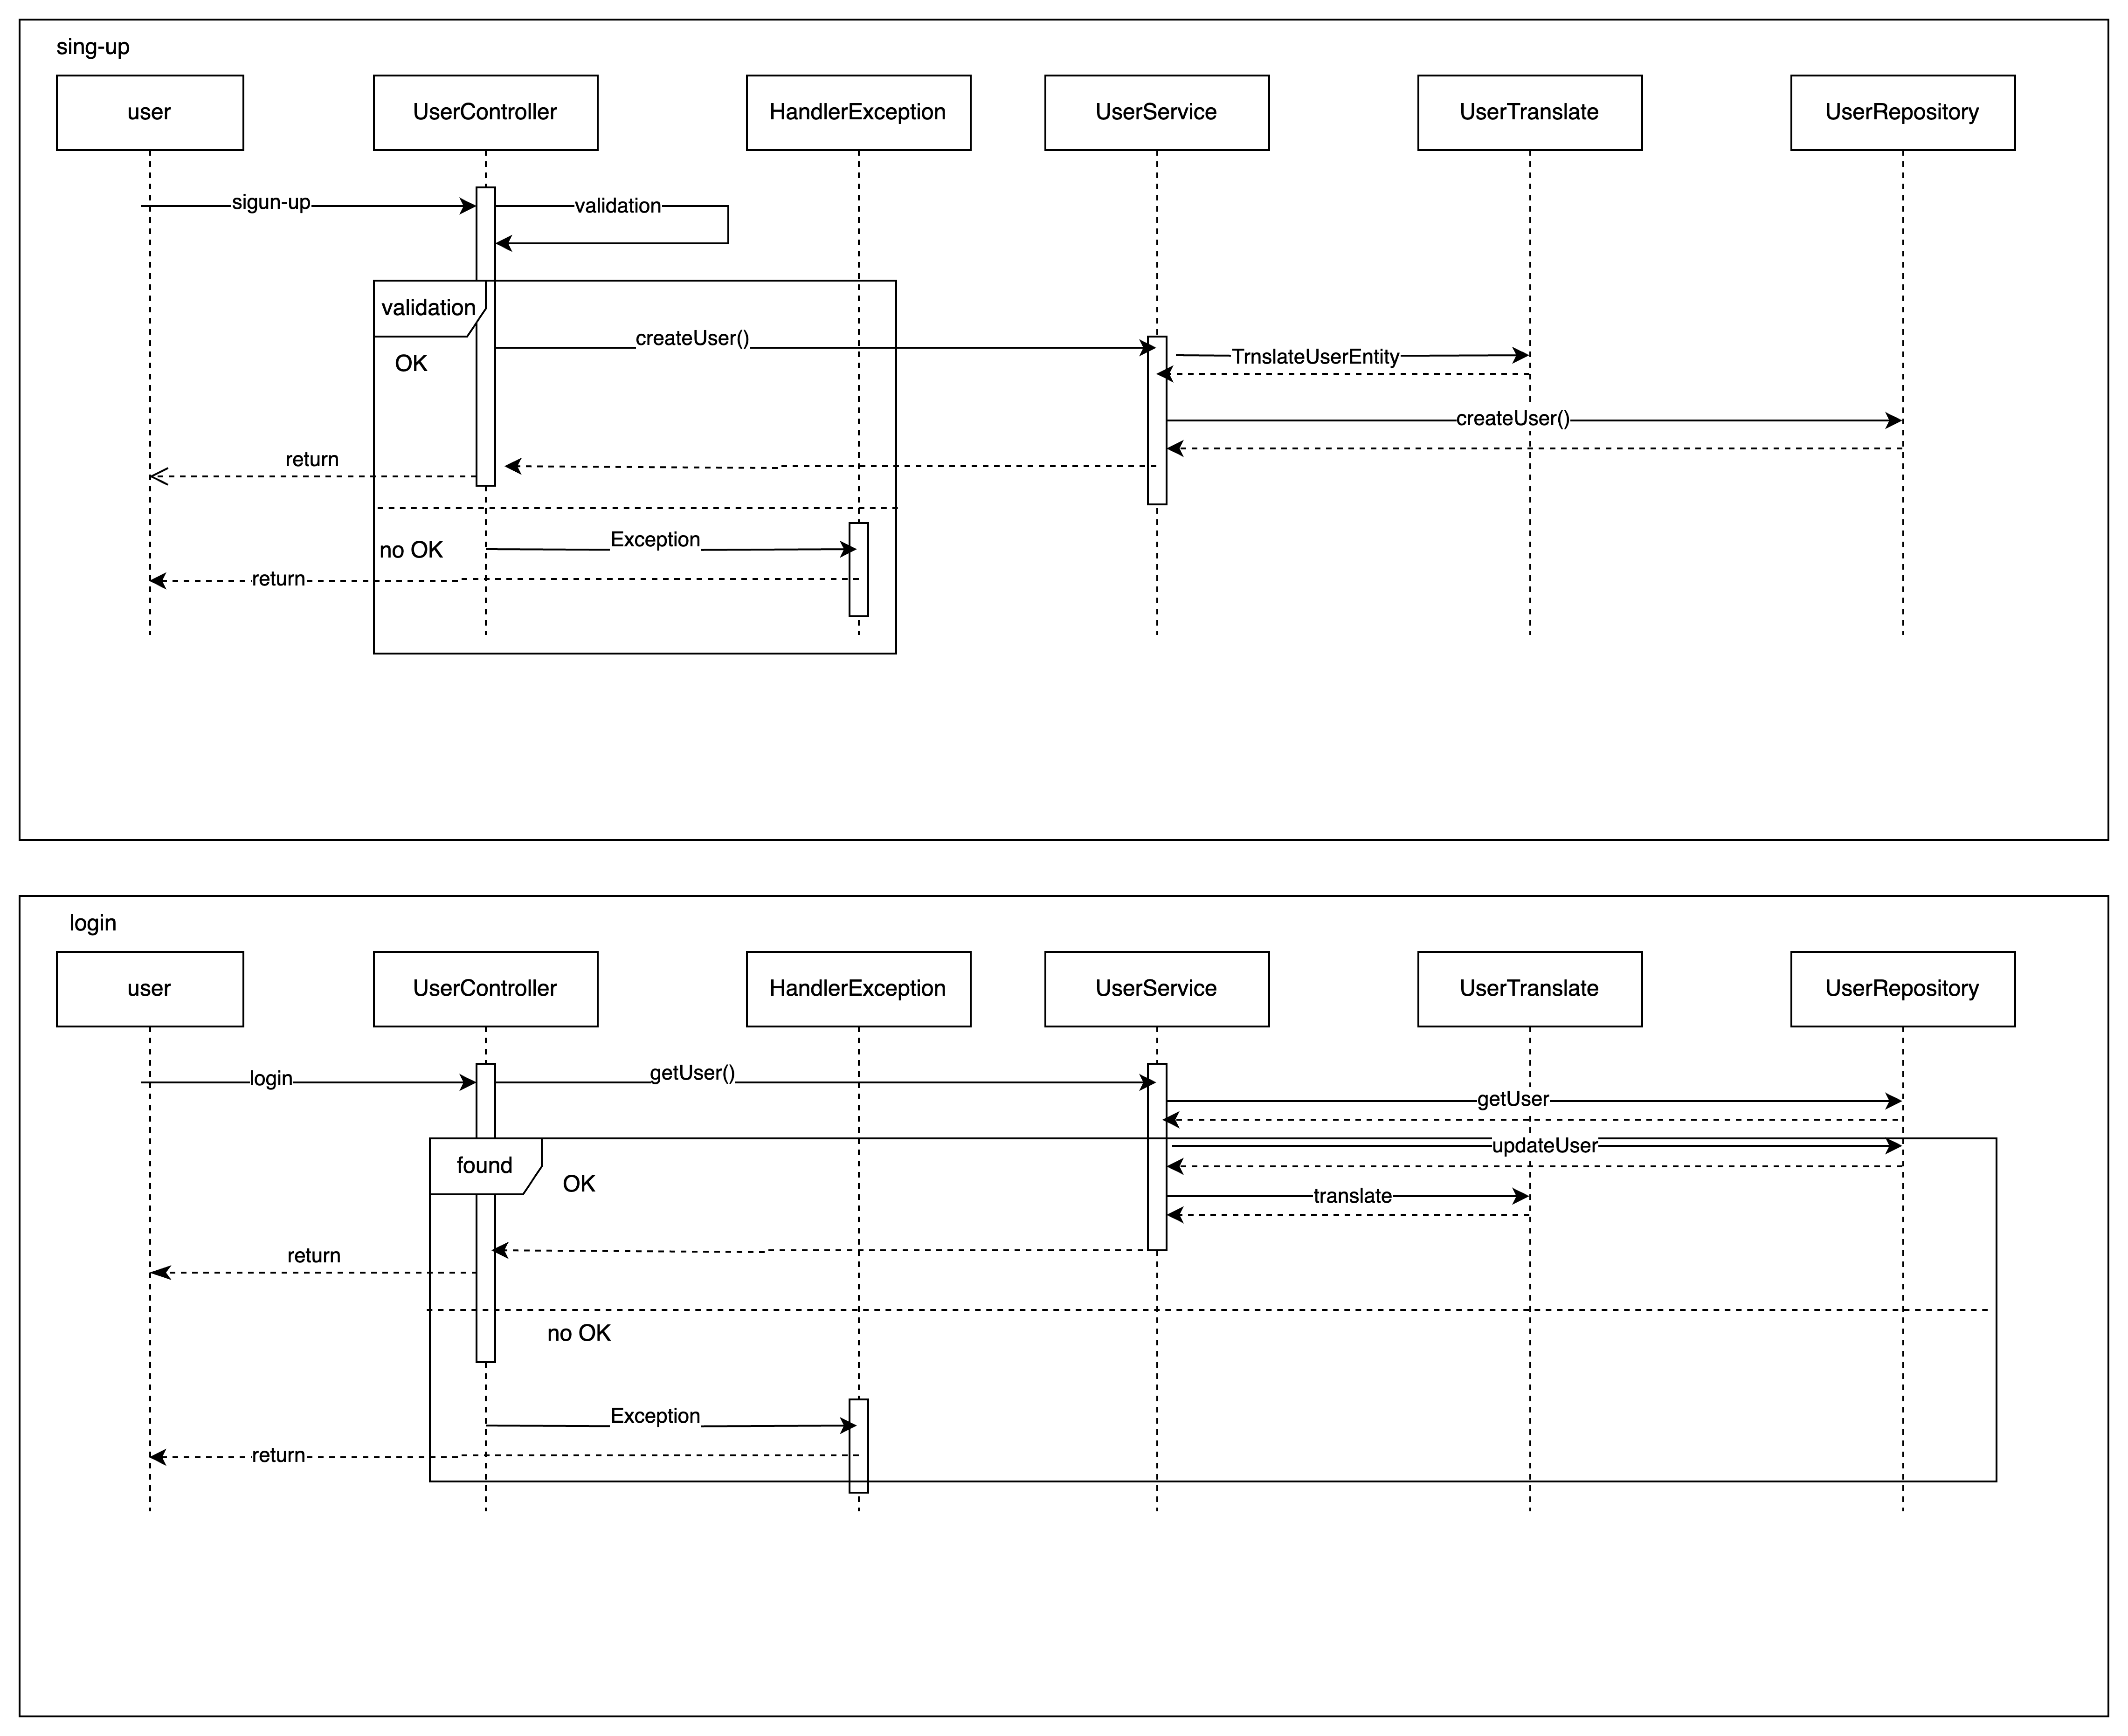 sing-up
user
UserController
HandlerException
UserService
UserTranslate
UserRepository
sigun-up
validation
validation
createUser()
OK
TrnslateUserEntity
createUser()
return
Exception
no OK
return
login
user
UserController
HandlerException
UserService
UserTranslate
UserRepository
login
getUser()
getUser
updateUser
found
OK
translate
return
no OK
Exception
return